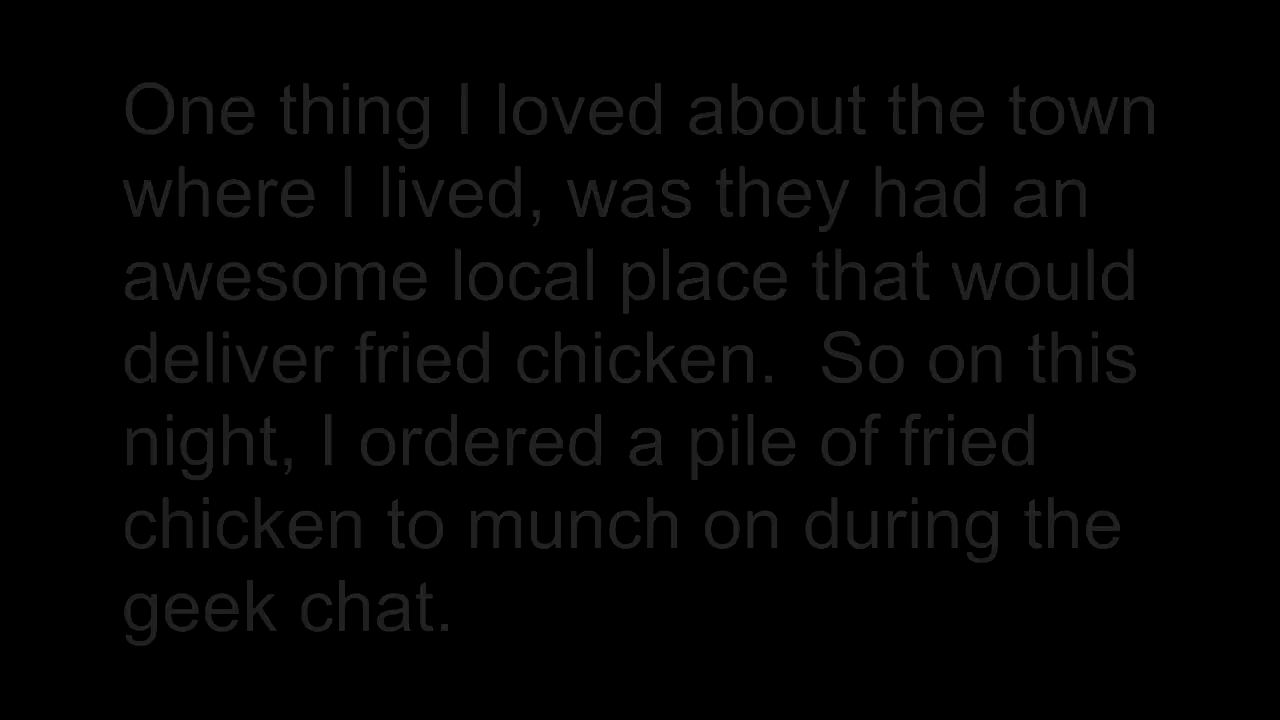 One thing I loved about the town
where I lived, was they had an
awesome local place that would
deliver fried chicken.  So on this
night, I ordered a pile of fried
chicken to munch on during the
geek chat.